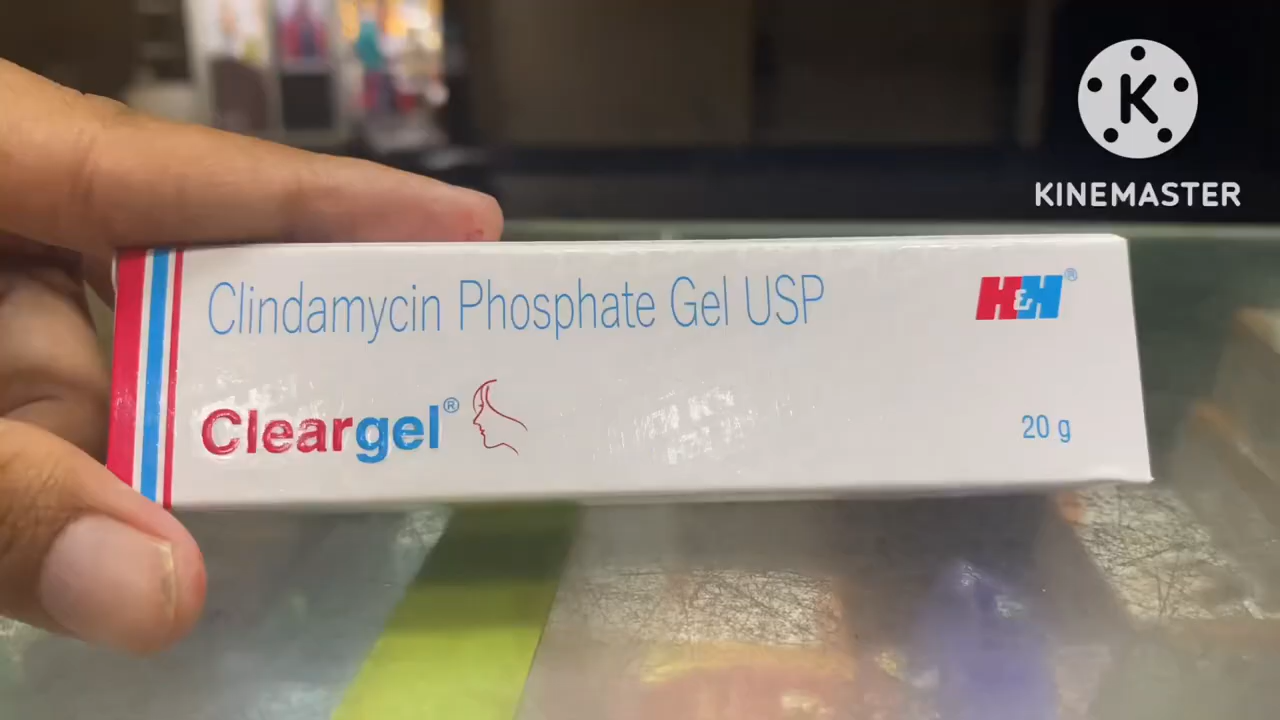 K
KINEMASTER
Clindamycin Phosphate Gel USP
H&H®
Cleargel®
20 g